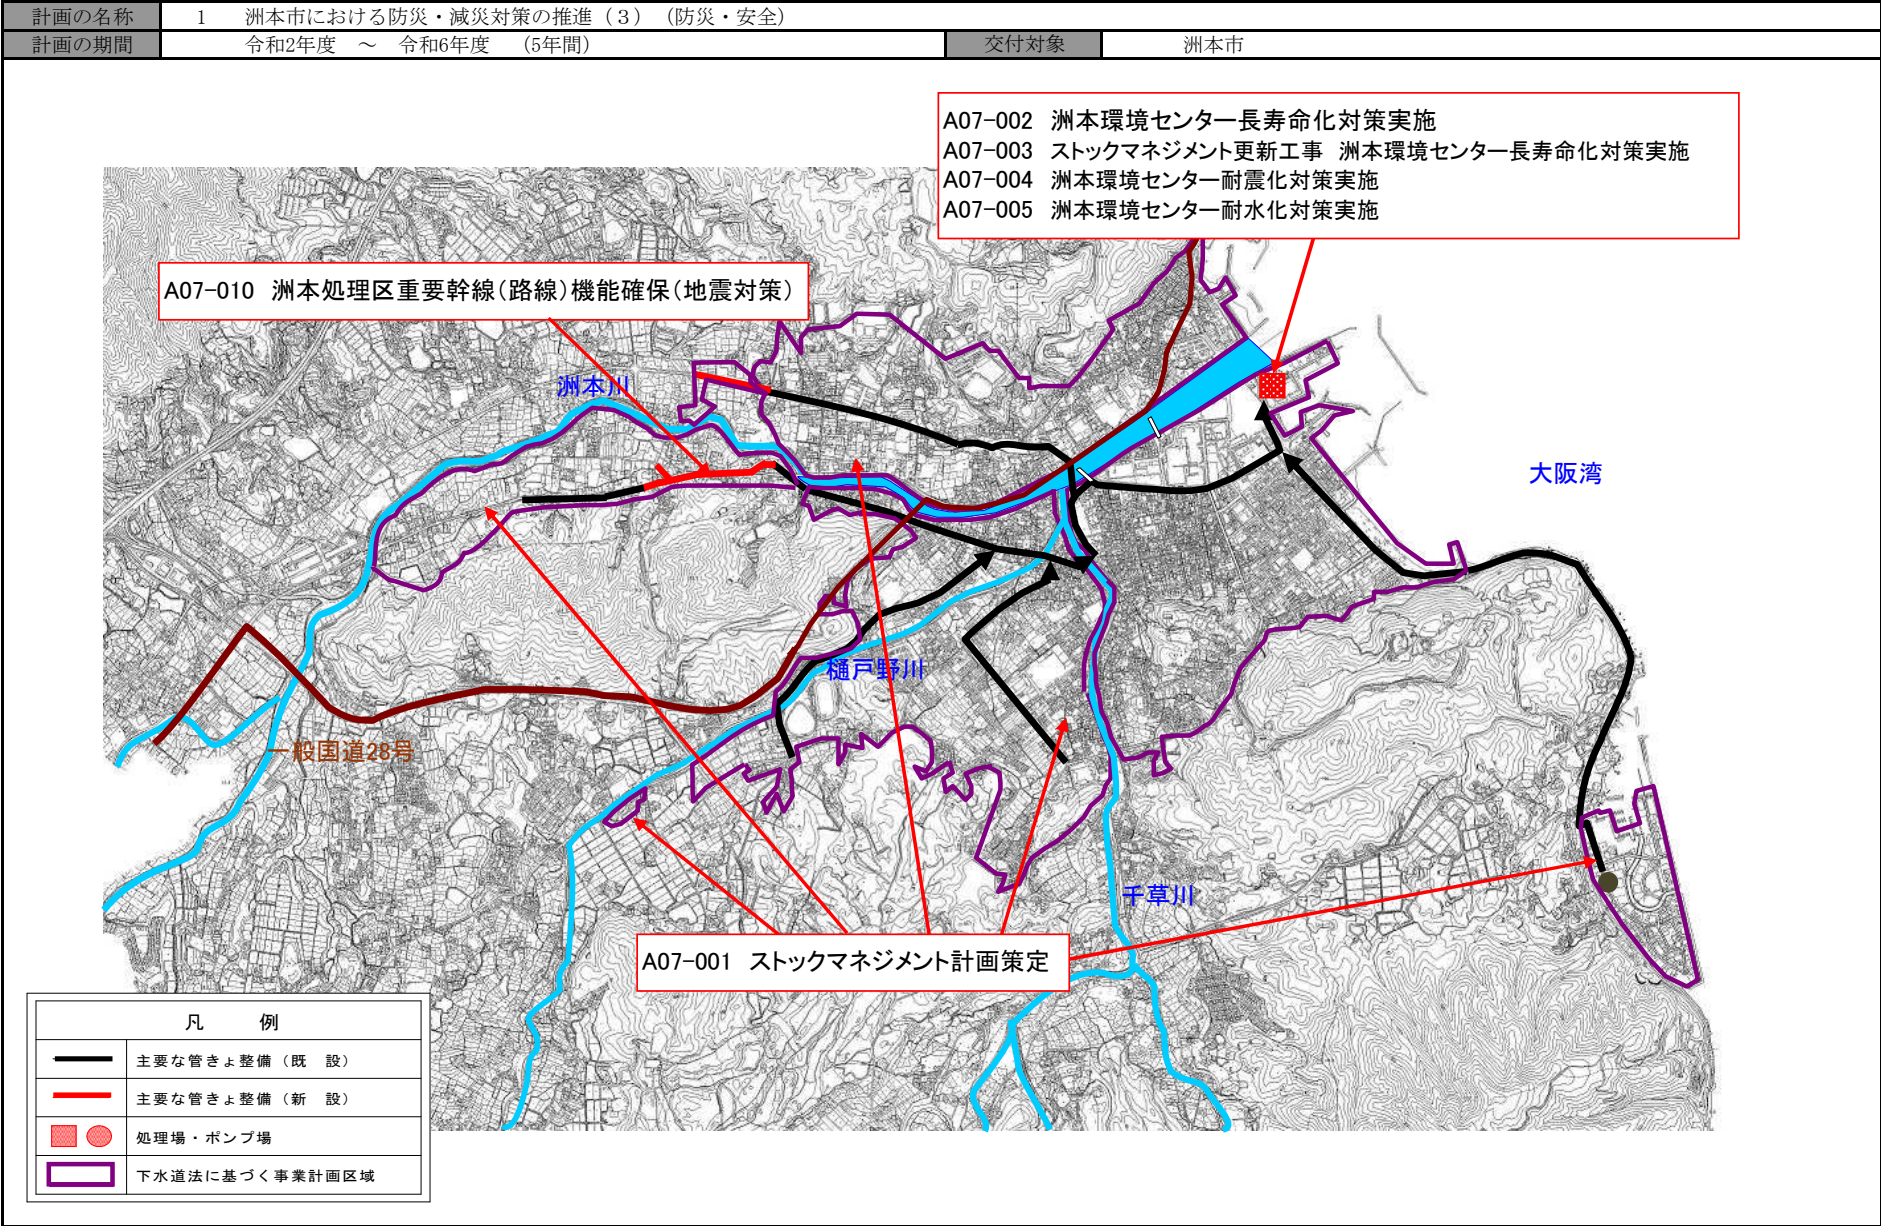 計画の名称 1 洲本市における防災・減災対策の推進（３）（防災・安全）
計画の期間 令和2年度 ～ 令和6年度 （5年間） 交付対象 洲本市
A07-002 洲本環境センター長寿命化対策実施
A07-003 ストックマネジメント更新工事 洲本環境センター長寿命化対策実施
A07-004 洲本環境センター耐震化対策実施
A07-005 洲本環境センター耐水化対策実施
A07-010 洲本処理区重要幹線（路線）機能確保（地震対策）
洲本川
大阪湾
樋戸野川
一般国道28号
千草川
A07-001 ストックマネジメント計画策定
凡 例
主要な管きょ整備（既 設）
主要な管きょ整備（新 設）
処理場・ポンプ場
下水道法に基づく事業計画区域